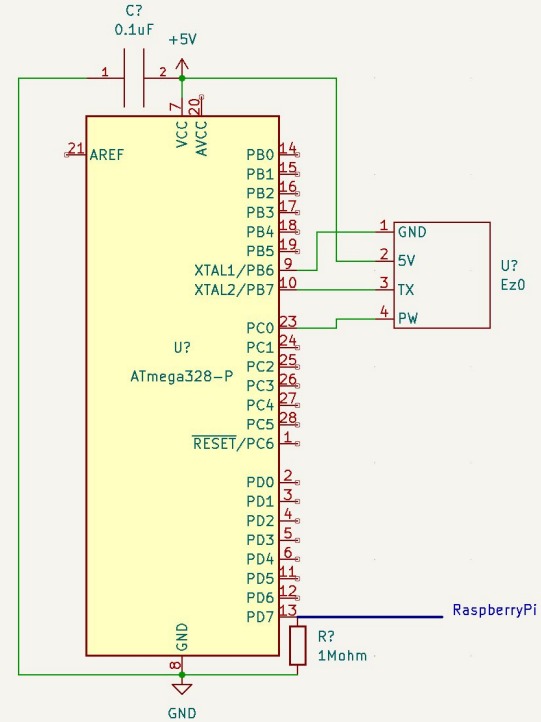 C?
0.1uF
+5V
1
2
7
20
VCC
AVCC
21
AREF
PB0
14
PB1
15
PB2
16
PB3
17
PB4
18
PB5
19
XTAL1/PB6
9
XTAL2/PB7
10
PC0
23
PC1
24
PC2
25
PC3
26
PC4
27
PC5
28
RESET/PC6
1
PD0
2
PD1
3
PD2
4
PD3
5
PD4
6
PD5
11
PD6
12
PD7
13
U?
ATmega328-P
1
GND
2
5V
3
TX
4
PW
U?
Ez0
RaspberryPi
R?
1Mohm
GND
8
GND